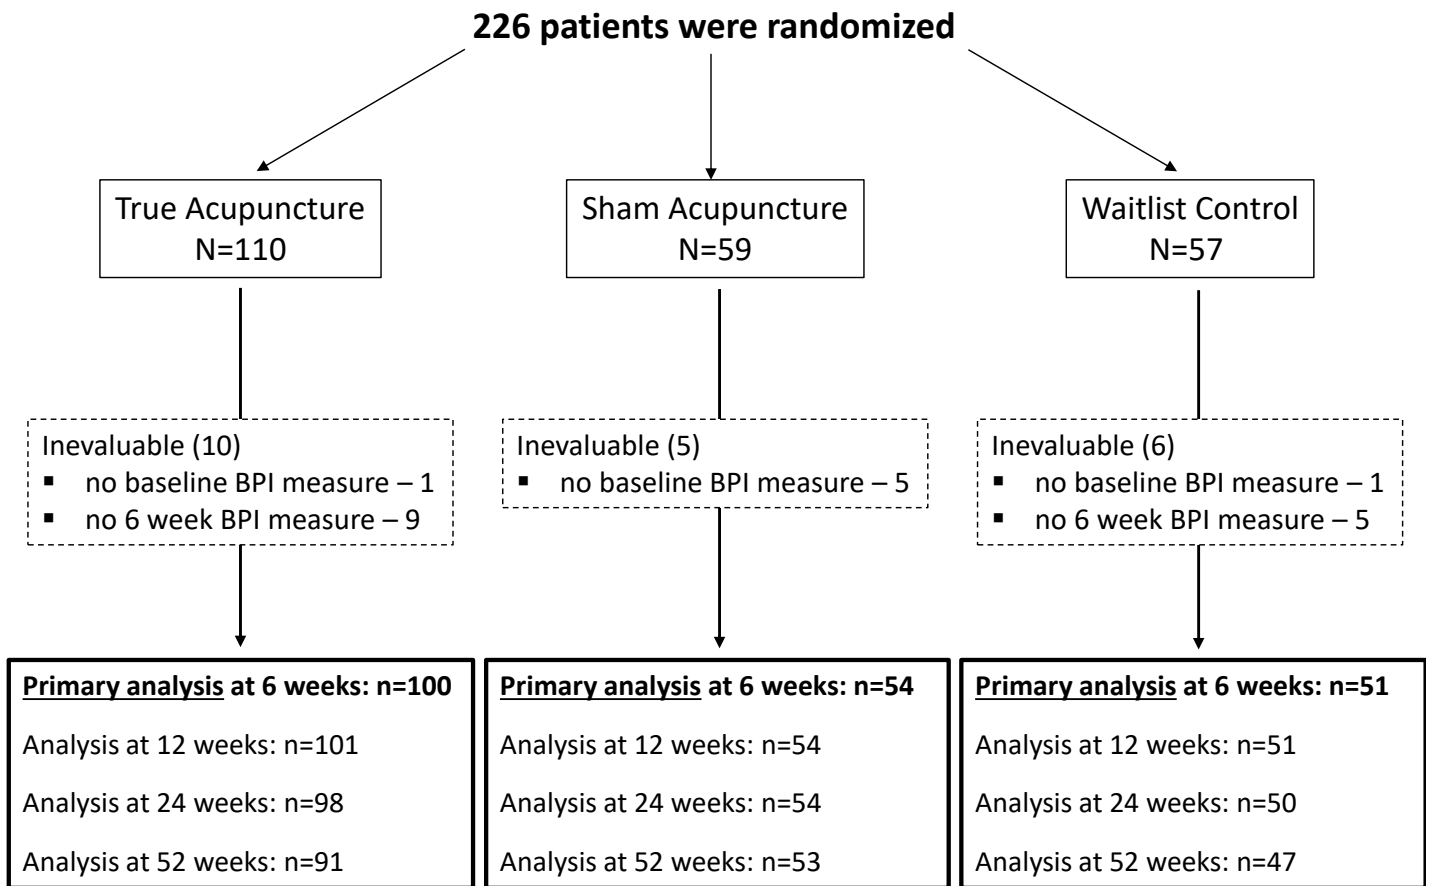 226 patients were randomized
True Acupuncture
N=110
Sham Acupuncture
N=59
Waitlist Control
N=57
Inevaluable (10)
▪ no baseline BPI measure – 1
▪ no 6 week BPI measure – 9
Inevaluable (5)
▪ no baseline BPI measure – 5
Inevaluable (6)
▪ no baseline BPI measure – 1
▪ no 6 week BPI measure – 5
Primary analysis at 6 weeks: n=100
Analysis at 12 weeks: n=101
Analysis at 24 weeks: n=98
Analysis at 52 weeks: n=91
Primary analysis at 6 weeks: n=54
Analysis at 12 weeks: n=54
Analysis at 24 weeks: n=54
Analysis at 52 weeks: n=53
Primary analysis at 6 weeks: n=51
Analysis at 12 weeks: n=51
Analysis at 24 weeks: n=50
Analysis at 52 weeks: n=47